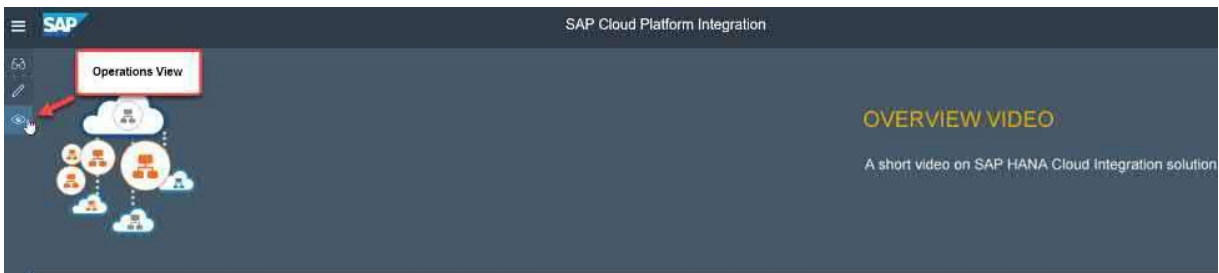 SAP
SAP Cloud Platform Integration
Operations View
OVERVIEW VIDEO
A short video on SAP HANA Cloud Integration solution